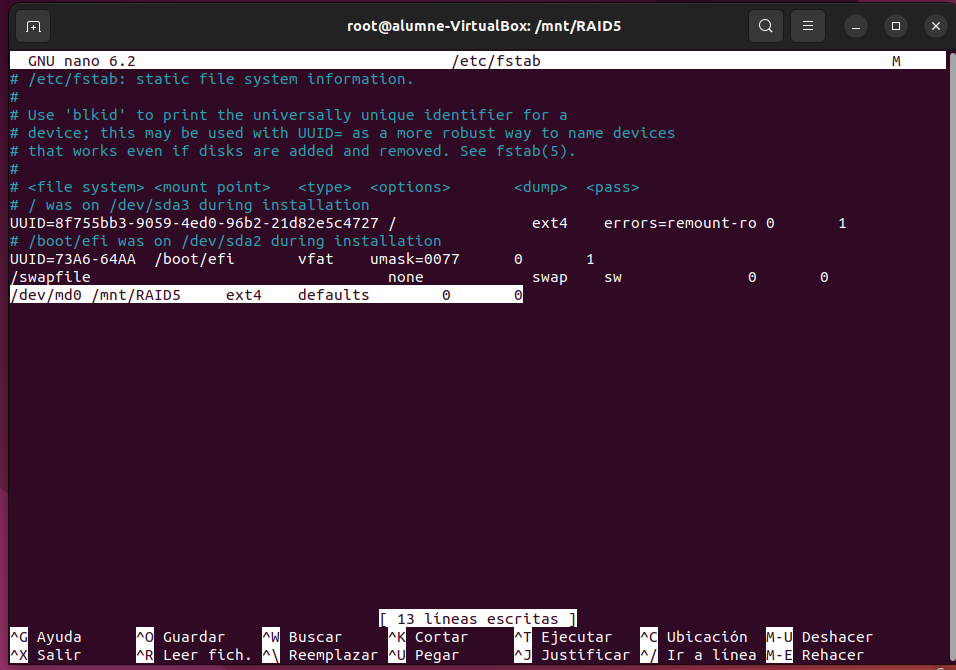 root@alumne-VirtualBox: /mnt/RAID5
GNU nano 6.2 /etc/fstab M
# /etc/fstab: static file system information.
#
# Use 'blkid' to print the universally unique identifier for a
# device; this may be used with UUID= as a more robust way to name devices
# that works even if disks are added and removed. See fstab(5).
#
# <file system> <mount point>   <type>  <options>       <dump>  <pass>
# / was on /dev/sda3 during installation
UUID=8f755bb3-9059-4ed0-96b2-21d82e5c4727 /               ext4    errors=remount-ro 0       1
# /boot/efi was on /dev/sda2 during installation
UUID=73A6-64AA  /boot/efi       vfat    umask=0077      0       1
/swapfile                                 none            swap    sw              0       0
/dev/md0 /mnt/RAID5     ext4    defaults        0       0
[ 13 líneas escritas ]
^G Ayuda ^O Guardar ^W Buscar ^K Cortar ^T Ejecutar ^C Ubicación M-U Deshacer
^X Salir ^R Leer fich. ^\ Reemplazar ^U Pegar ^J Justificar ^/ Ir a línea M-E Rehacer